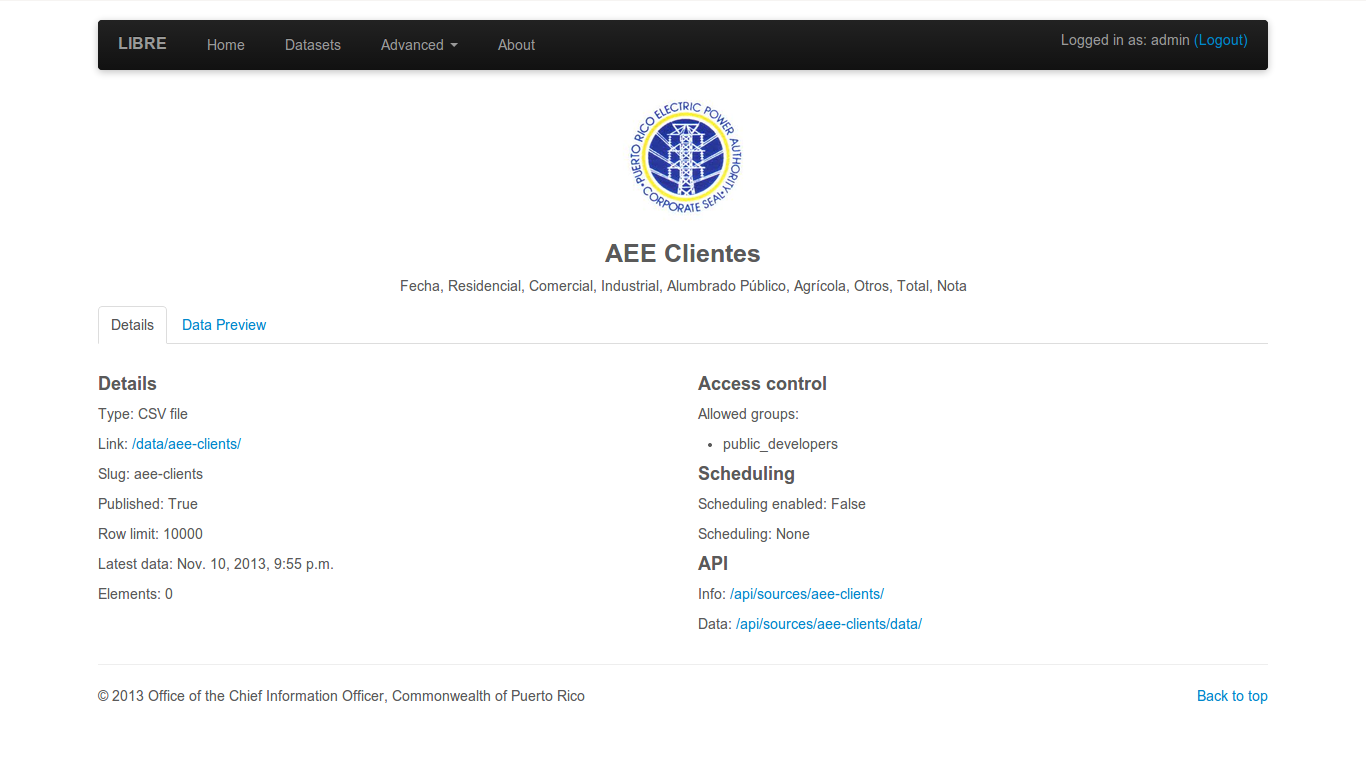 LIBRE Home Datasets Advanced About Logged in as: admin (Logout)
PUERTO RICO ELECTRIC POWER AUTHORITY
CORPORATE SEAL
AEE Clientes
Fecha, Residencial, Comercial, Industrial, Alumbrado Público, Agrícola, Otros, Total, Nota
Details Data Preview
Details
Type: CSV file
Link: /data/aee-clients/
Slug: aee-clients
Published: True
Row limit: 10000
Latest data: Nov. 10, 2013, 9:55 p.m.
Elements: 0
Access control
Allowed groups:
• public_developers
Scheduling
Scheduling enabled: False
Scheduling: None
API
Info: /api/sources/aee-clients/
Data: /api/sources/aee-clients/data/
© 2013 Office of the Chief Information Officer, Commonwealth of Puerto Rico Back to top